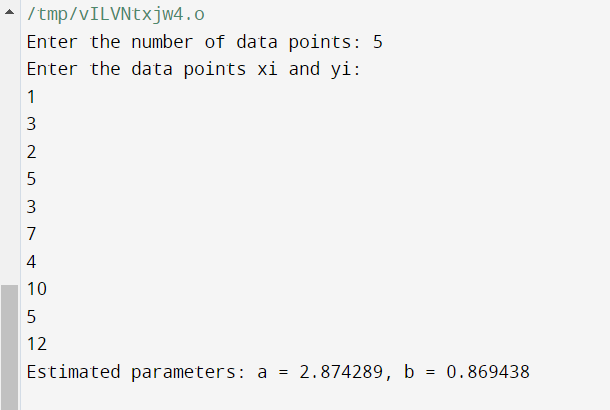 /tmp/vILVNtxjw4.o
Enter the number of data points: 5
Enter the data points xi and yi:
1
3
2
5
3
7
4
10
5
12
Estimated parameters: a = 2.874289, b = 0.869438